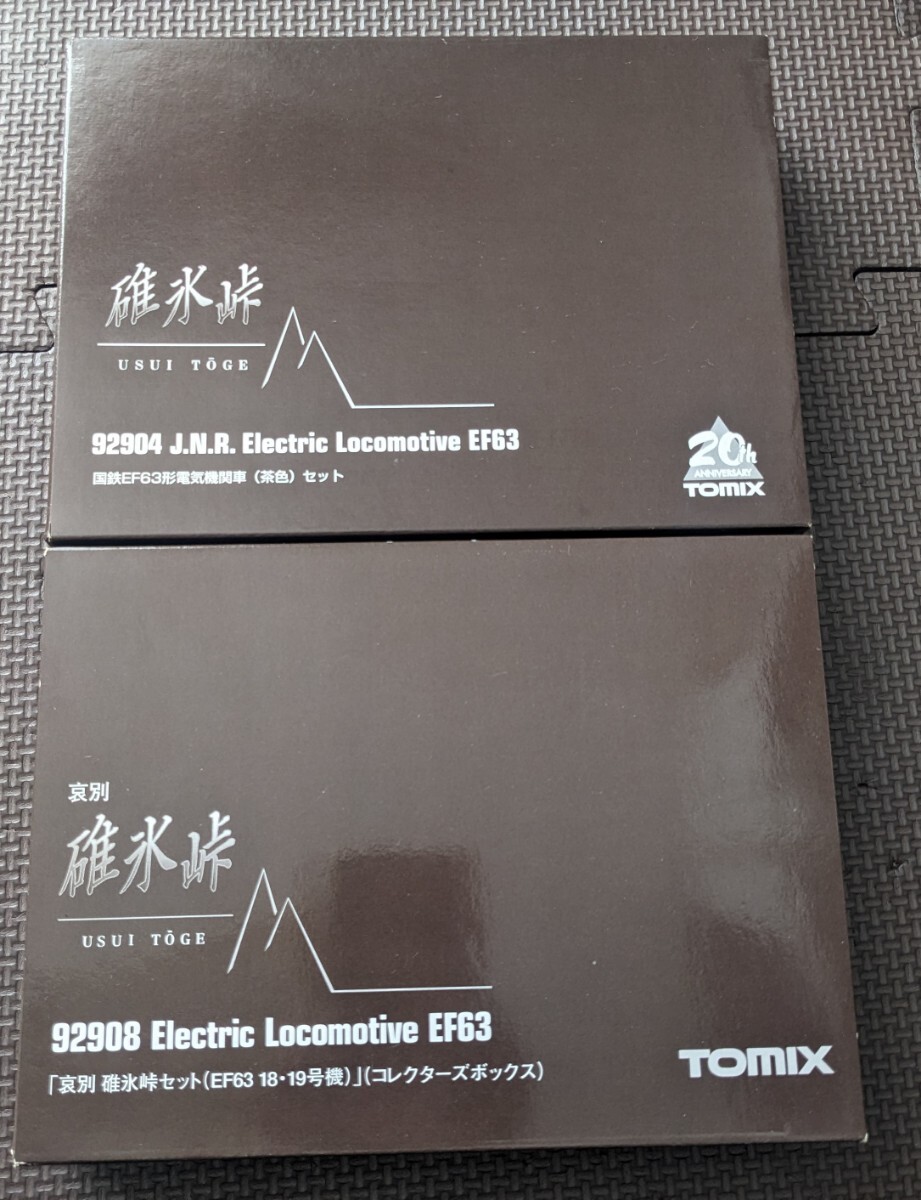 碓氷峠
USUI TŌGE
92904 J.N.R. Electric Locomotive EF63
国鉄EF63形電気機関車（茶色）セット
20th
ANNIVERSARY
TOMIX
哀別
碓氷峠
USUI TŌGE
92908 Electric Locomotive EF63
「哀別 碓氷峠セット(EF63 18・19号機)」(コレクターズボックス)
TOMIX